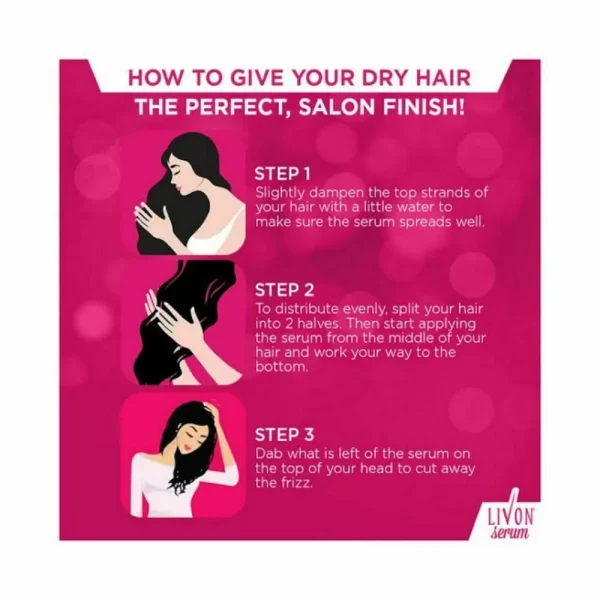 HOW TO GIVE YOUR DRY HAIR
THE PERFECT, SALON FINISH!
STEP 1
Slightly dampen the top strands of
your hair with a little water to
make sure the serum spreads well.
STEP 2
To distribute evenly, split your hair
into 2 halves. Then start applying
the serum from the middle of your
hair and work your way to the
bottom.
STEP 3
Dab what is left of the serum on
the top of your head to cut away
the frizz.
LIVON
serum